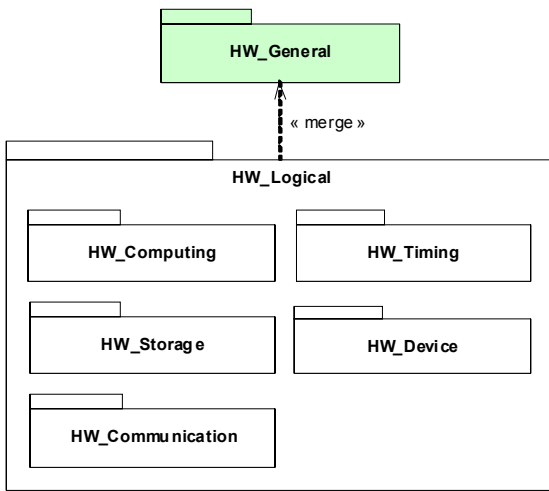 HW_General
« merge »
HW_Logical
HW_Computing
HW_Timing
HW_Storage
HW_Device
HW_Communication